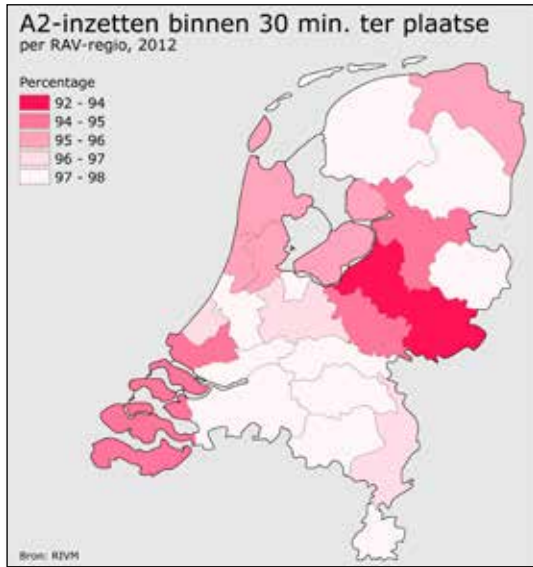 A2-inzetten binnen 30 min. ter plaatse
per RAV-regio, 2012
Percentage
92 - 94
94 - 95
95 - 96
96 - 97
97 - 98
Bron: RIVM